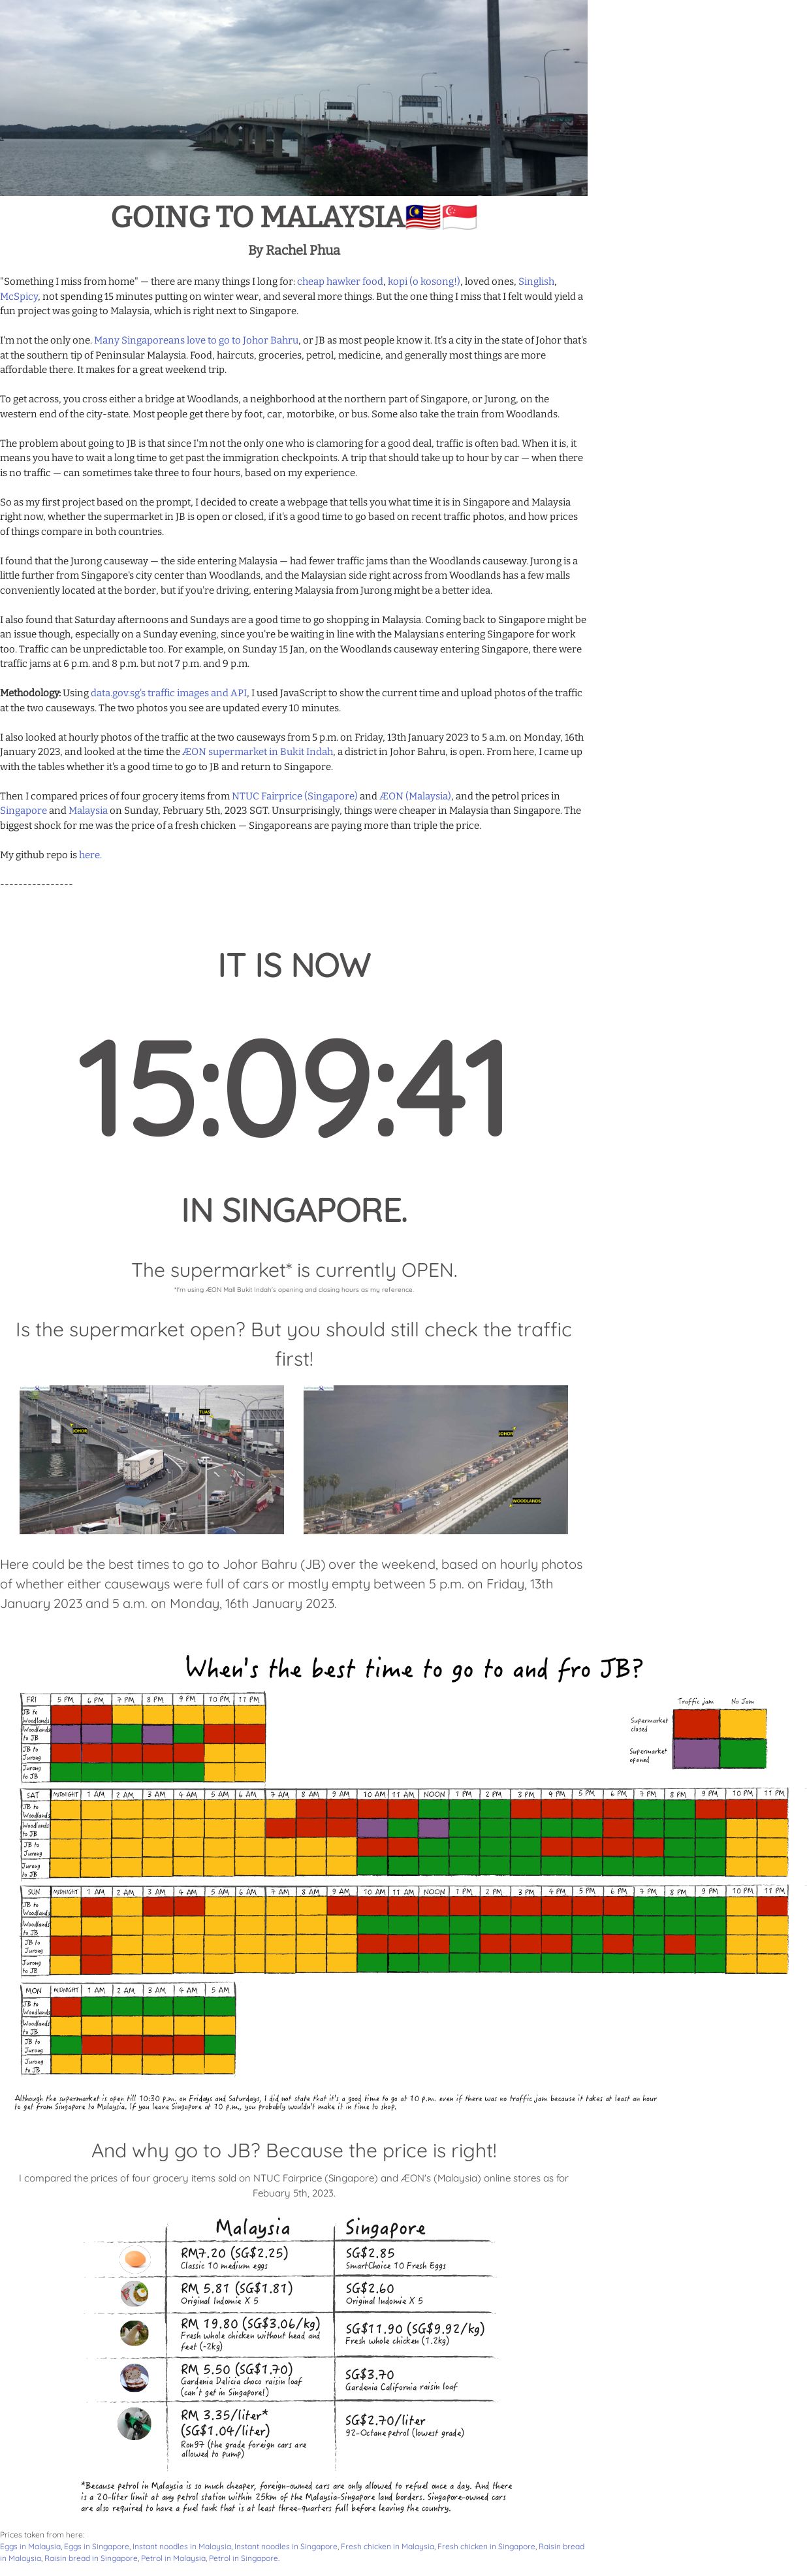 GOING TO MALAYSIA🇲🇾🇸🇬
By Rachel Phua
"Something I miss from home" — there are many things I long for: cheap hawker food, kopi (o kosong!), loved ones, Singlish,
McSpicy, not spending 15 minutes putting on winter wear, and several more things. But the one thing I miss that I felt would yield a
fun project was going to Malaysia, which is right next to Singapore.
I'm not the only one. Many Singaporeans love to go to Johor Bahru, or JB as most people know it. It's a city in the state of Johor that's
at the southern tip of Peninsular Malaysia. Food, haircuts, groceries, petrol, medicine, and generally most things are more
affordable there. It makes for a great weekend trip.
To get across, you cross either a bridge at Woodlands, a neighborhood at the northern part of Singapore, or Jurong, on the
western end of the city-state. Most people get there by foot, car, motorbike, or bus. Some also take the train from Woodlands.
The problem about going to JB is that since I'm not the only one who is clamoring for a good deal, traffic is often bad. When it is, it
means you have to wait a long time to get past the immigration checkpoints. A trip that should take up to hour by car — when there
is no traffic — can sometimes take three to four hours, based on my experience.
So as my first project based on the prompt, I decided to create a webpage that tells you what time it is in Singapore and Malaysia
right now, whether the supermarket in JB is open or closed, if it's a good time to go based on recent traffic photos, and how prices
of things compare in both countries.
I found that the Jurong causeway — the side entering Malaysia — had fewer traffic jams than the Woodlands causeway. Jurong is a
little further from Singapore's city center than Woodlands, and the Malaysian side right across from Woodlands has a few malls
conveniently located at the border, but if you're driving, entering Malaysia from Jurong might be a better idea.
I also found that Saturday afternoons and Sundays are a good time to go shopping in Malaysia. Coming back to Singapore might be
an issue though, especially on a Sunday evening, since you're be waiting in line with the Malaysians entering Singapore for work
too. Traffic can be unpredictable too. For example, on Sunday 15 Jan, on the Woodlands causeway entering Singapore, there were
traffic jams at 6 p.m. and 8 p.m. but not 7 p.m. and 9 p.m.
Methodology: Using data.gov.sg's traffic images and API, I used JavaScript to show the current time and upload photos of the traffic
at the two causeways. The two photos you see are updated every 10 minutes.
I also looked at hourly photos of the traffic at the two causeways from 5 p.m. on Friday, 13th January 2023 to 5 a.m. on Monday, 16th
January 2023, and looked at the time the ÆON supermarket in Bukit Indah, a district in Johor Bahru, is open. From here, I came up
with the tables whether it's a good time to go to JB and return to Singapore.
Then I compared prices of four grocery items from NTUC Fairprice (Singapore) and ÆON (Malaysia), and the petrol prices in
Singapore and Malaysia on Sunday, February 5th, 2023 SGT. Unsurprisingly, things were cheaper in Malaysia than Singapore. The
biggest shock for me was the price of a fresh chicken — Singaporeans are paying more than triple the price.
My github repo is here.
----------------
IT IS NOW
15:09:41
IN SINGAPORE.
The supermarket* is currently OPEN.
*I'm using ÆON Mall Bukit Indah's opening and closing hours as my reference.
Is the supermarket open? But you should still check the traffic
first!
TUAS
JOHOR
JOHOR
WOODLANDS
Here could be the best times to go to Johor Bahru (JB) over the weekend, based on hourly photos
of whether either causeways were full of cars or mostly empty between 5 p.m. on Friday, 13th
January 2023 and 5 a.m. on Monday, 16th January 2023.
When's the best time to go to and fro JB?
Traffic jam No Jam
Supermarket
closed
Supermarket
opened
FRI 5 PM 6 PM 7 PM 8 PM 9 PM 10 PM 11 PM
JB to
Woodlands
Woodlands
to JB
JB to
Jurong
Jurong
to JB
SAT MIDNIGHT 1 AM 2 AM 3 AM 4 AM 5 AM 6 AM 7 AM 8 AM 9 AM 10 AM 11 AM NOON 1 PM 2 PM 3 PM 4 PM 5 PM 6 PM 7 PM 8 PM 9 PM 10 PM 11 PM
JB to
Woodlands
Woodlands
to JB
JB to
Jurong
Jurong
to JB
SUN MIDNIGHT 1 AM 2 AM 3 AM 4 AM 5 AM 6 AM 7 AM 8 AM 9 AM 10 AM 11 AM NOON 1 PM 2 PM 3 PM 4 PM 5 PM 6 PM 7 PM 8 PM 9 PM 10 PM 11 PM
JB to
Woodlands
Woodlands
to JB
JB to
Jurong
Jurong
to JB
MON MIDNIGHT 1 AM 2 AM 3 AM 4 AM 5 AM
JB to
Woodlands
Woodlands
to JB
JB to
Jurong
Jurong
to JB
Although the supermarket is open till 10:30 p.m. on Fridays and Saturdays, I did not state that it's a good time to go at 10 p.m. even if there was no traffic jam because it takes at least an hour
to get from Singapore to Malaysia. If you leave Singapore at 10 p.m., you probably wouldn't make it in time to shop.
And why go to JB? Because the price is right!
I compared the prices of four grocery items sold on NTUC Fairprice (Singapore) and ÆON's (Malaysia) online stores as for
Febuary 5th, 2023.
Malaysia Singapore
RM7.20 (SG$2.25) SG$2.85
Classic 10 medium eggs SmartChoice 10 Fresh Eggs
RM 5.81 (SG$1.81) SG$2.60
Original Indomie X 5 Original Indomie X 5
RM 19.80 (SG$3.06/kg) SG$11.90 (SG$9.92/kg)
Fresh whole chicken without head and Fresh whole chicken (1.2kg)
feet (~2kg)
RM 5.50 (SG$1.70) SG$3.70
Gardenia Delicia choco raisin loaf Gardenia California raisin loaf
(can't get in Singapore!)
RM 3.35/liter* SG$2.70/liter
(SG$1.04/liter) 92-Octane petrol (lowest grade)
Ron97 (the grade foreign cars are
allowed to pump)
*Because petrol in Malaysia is so much cheaper, foreign-owned cars are only allowed to refuel once a day. And there
is a 20-liter limit at any petrol station within 25km of the Malaysia-Singapore land borders. Singapore-owned cars
are also required to have a fuel tank that is at least three-quarters full before leaving the country.
Prices taken from here:
Eggs in Malaysia, Eggs in Singapore, Instant noodles in Malaysia, Instant noodles in Singapore, Fresh chicken in Malaysia, Fresh chicken in Singapore, Raisin bread
in Malaysia, Raisin bread in Singapore, Petrol in Malaysia, Petrol in Singapore.